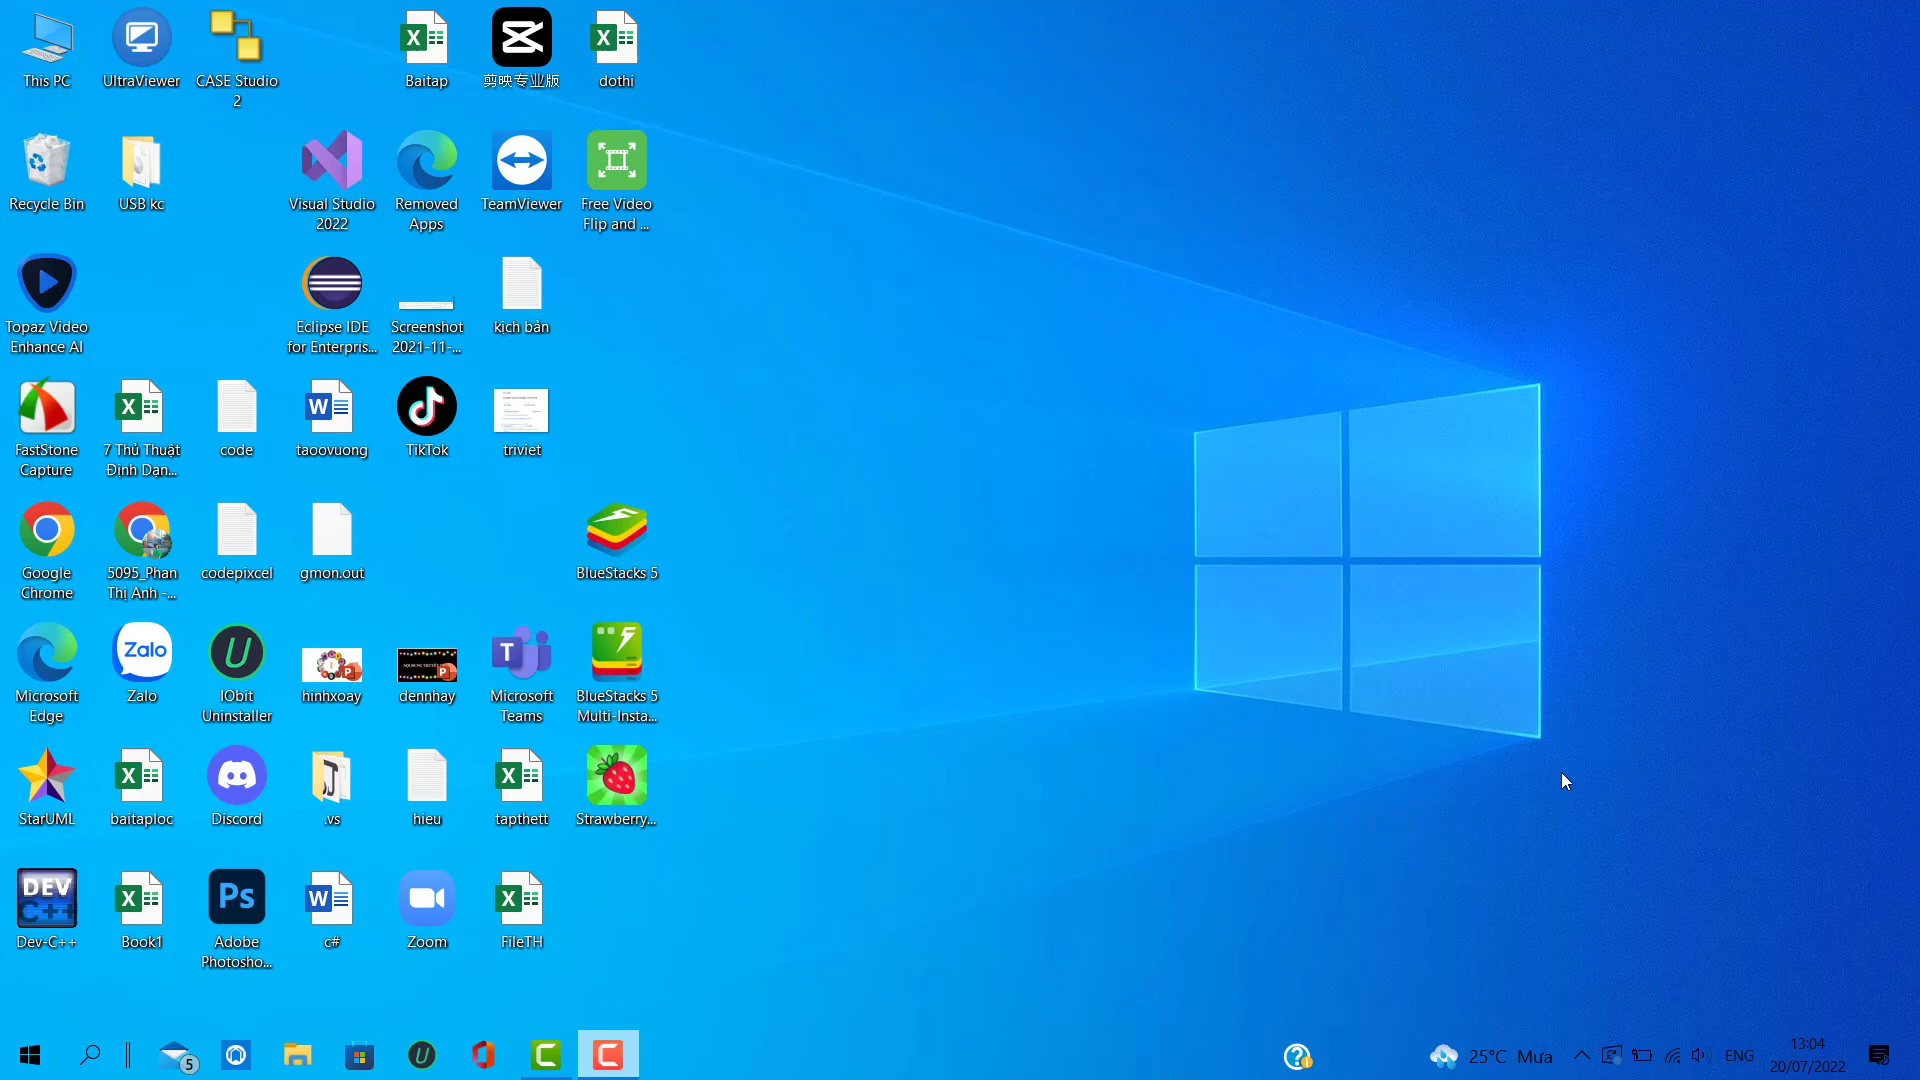 This PC
UltraViewer
CASE Studio
2
Baitap
剪映专业版
dothi
Recycle Bin
USB kc
Visual Studio
2022
Removed
Apps
TeamViewer
Free Video
Flip and ...
Topaz Video
Enhance AI
Eclipse IDE
for Enterpris...
Screenshot
2021-11-...
kịch bản
FastStone
Capture
7 Thủ Thuật
Định Dạn...
code
taoovuong
TikTok
triviet
Google
Chrome
5095_Phan
Thị Anh -...
codepixcel
gmon.out
BlueStacks 5
Zalo
Microsoft
Edge
Zalo
IObit
Uninstaller
hinhxoay
dennhay
Microsoft
Teams
BlueStacks 5
Multi-Insta...
StarUML
baitaploc
Discord
.vs
hieu
tapthett
Strawberry...
DEV
C++
Ps
Dev-C++
Book1
Adobe
Photosho...
c#
Zoom
FileTH
5
25°C Mưa
ENG
13:04
20/07/2022